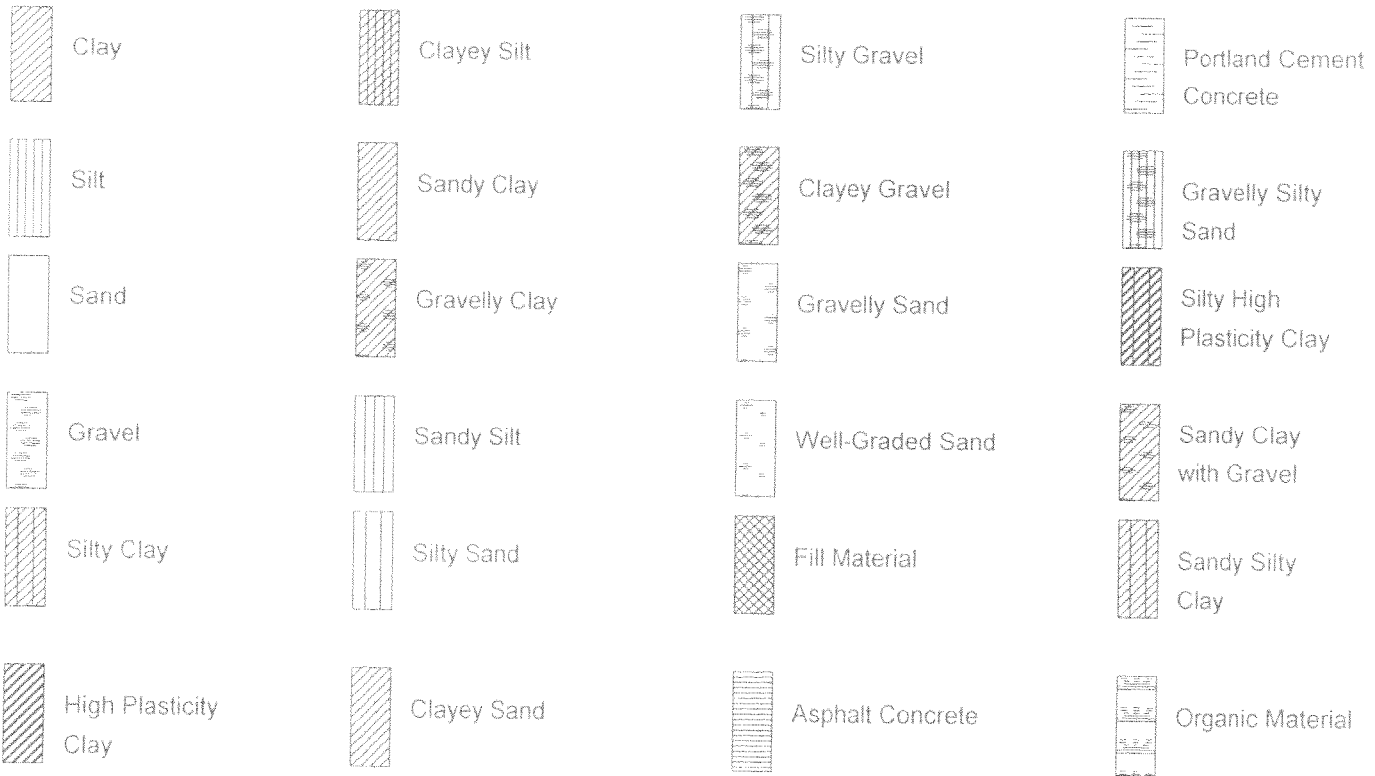 Clay
Silt
Sand
Gravel
Silty Clay
High Plasticity
Clay
Clayey Silt
Sandy Clay
Gravelly Clay
Sandy Silt
Silty Sand
Clayey Sand
Silty Gravel
Clayey Gravel
Gravelly Sand
Well-Graded Sand
Fill Material
Asphalt Concrete
Portland Cement
Concrete
Gravelly Silty
Sand
Silty High
Plasticity Clay
Sandy Clay
with Gravel
Sandy Silty
Clay
Organic Material